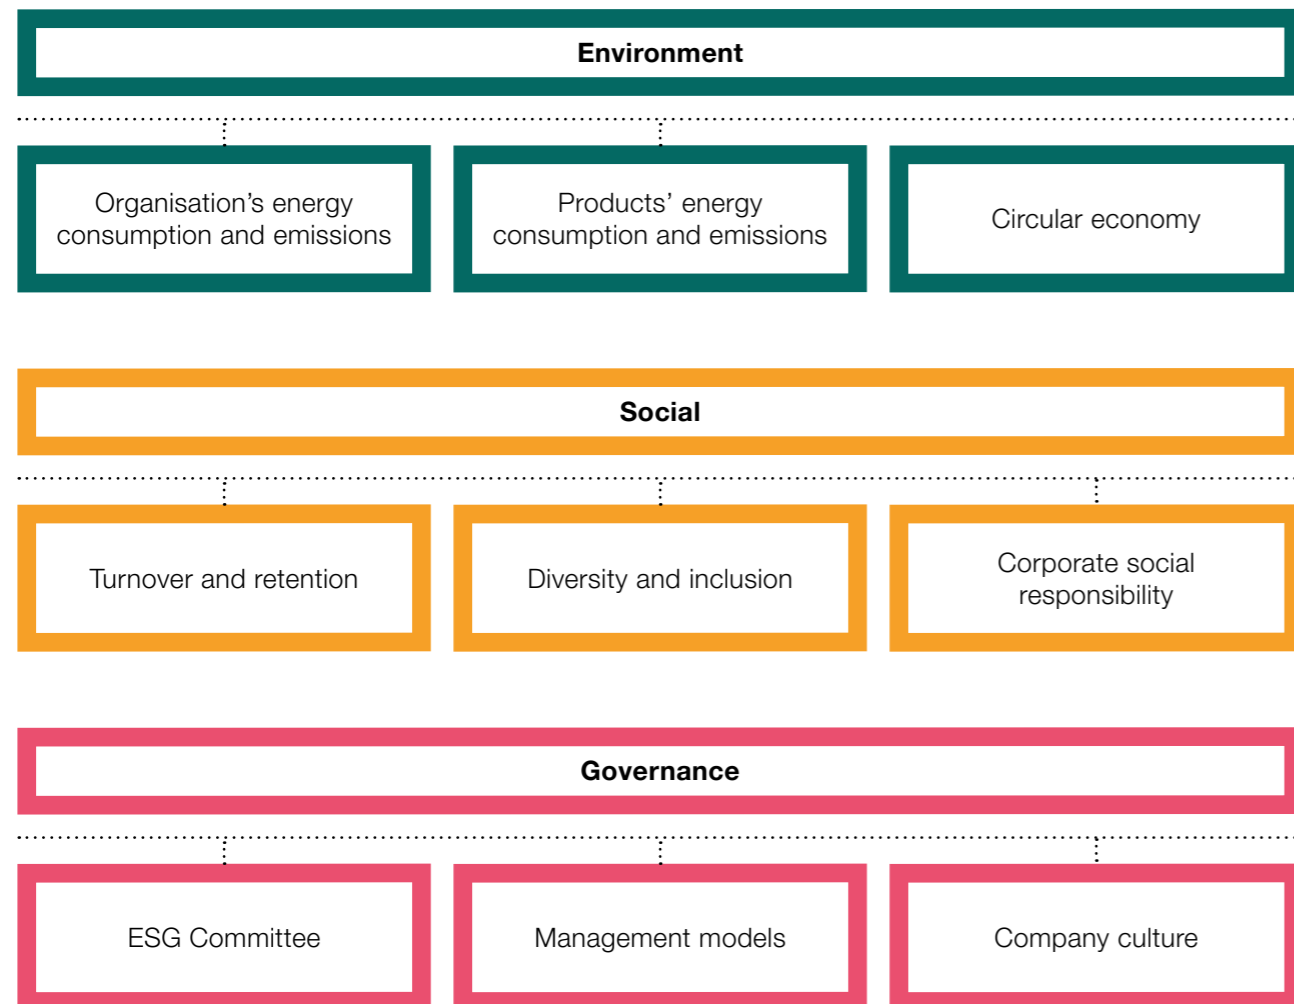 Environment
Organisation’s energy
consumption and emissions
Products’ energy
consumption and emissions
Circular economy
Social
Turnover and retention
Diversity and inclusion
Corporate social
responsibility
Governance
ESG Committee
Management models
Company culture